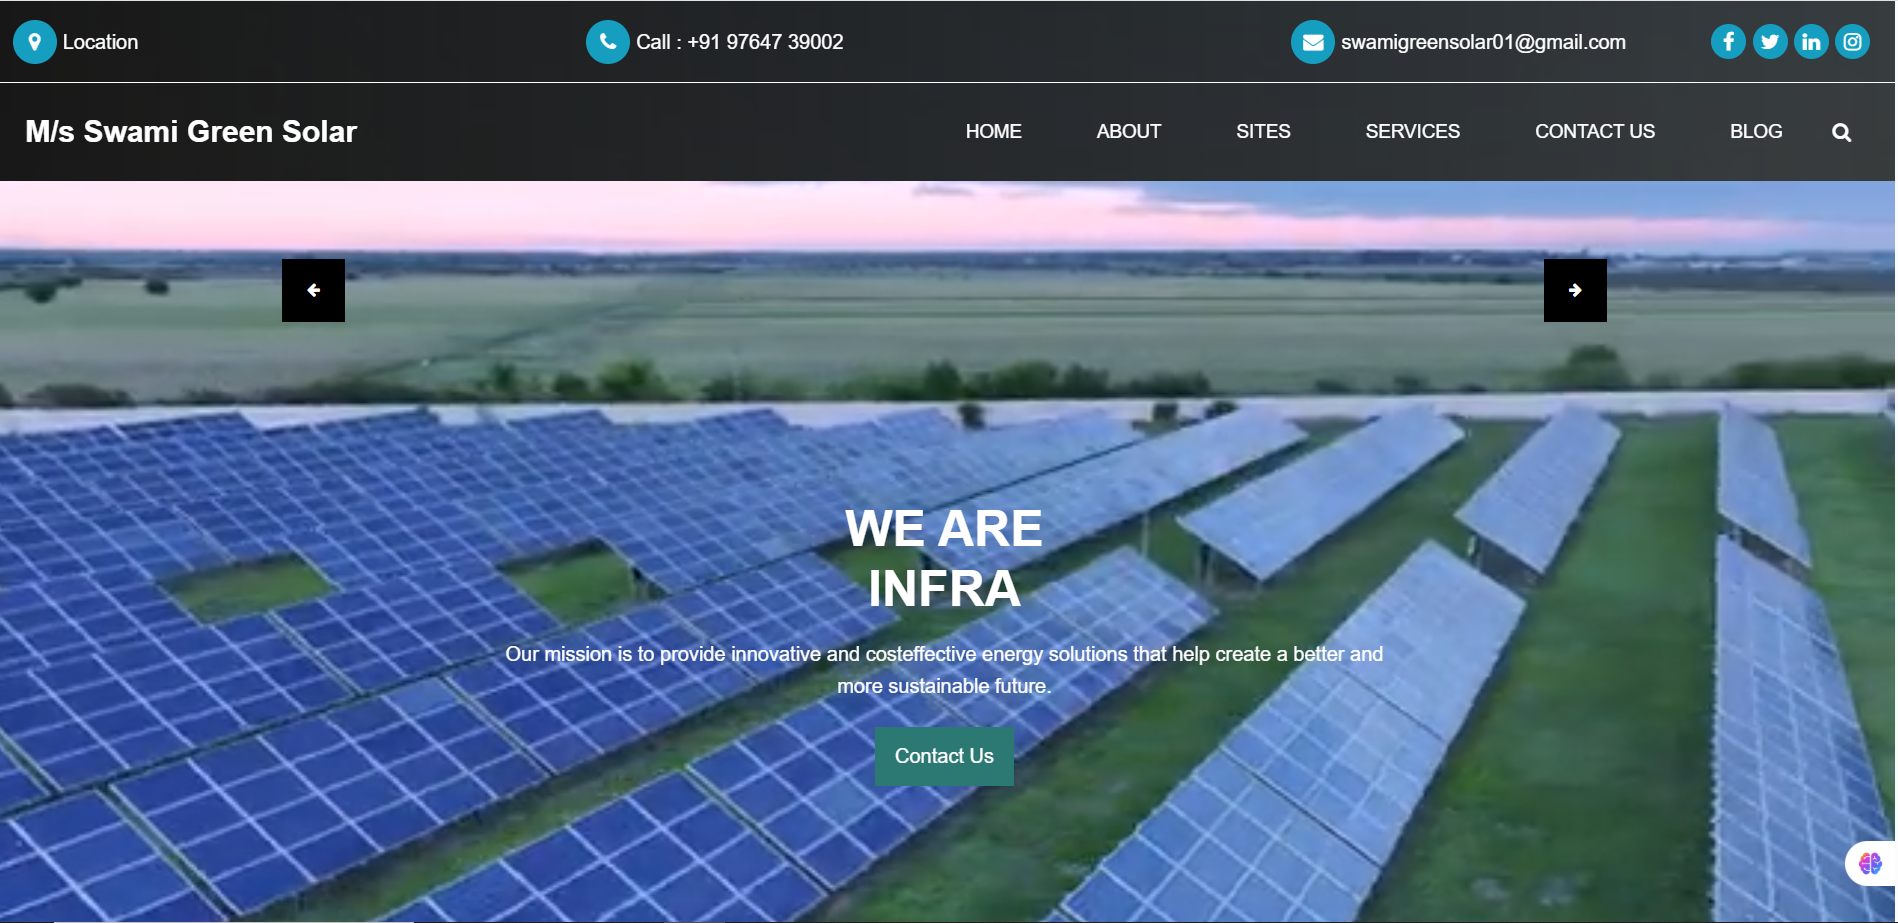 Location
Call : +91 97647 39002
swamigreensolar01@gmail.com
M/s Swami Green Solar
HOME
ABOUT
SITES
SERVICES
CONTACT US
BLOG
WE ARE
INFRA
Our mission is to provide innovative and costeffective energy solutions that help create a better and
more sustainable future.
Contact Us